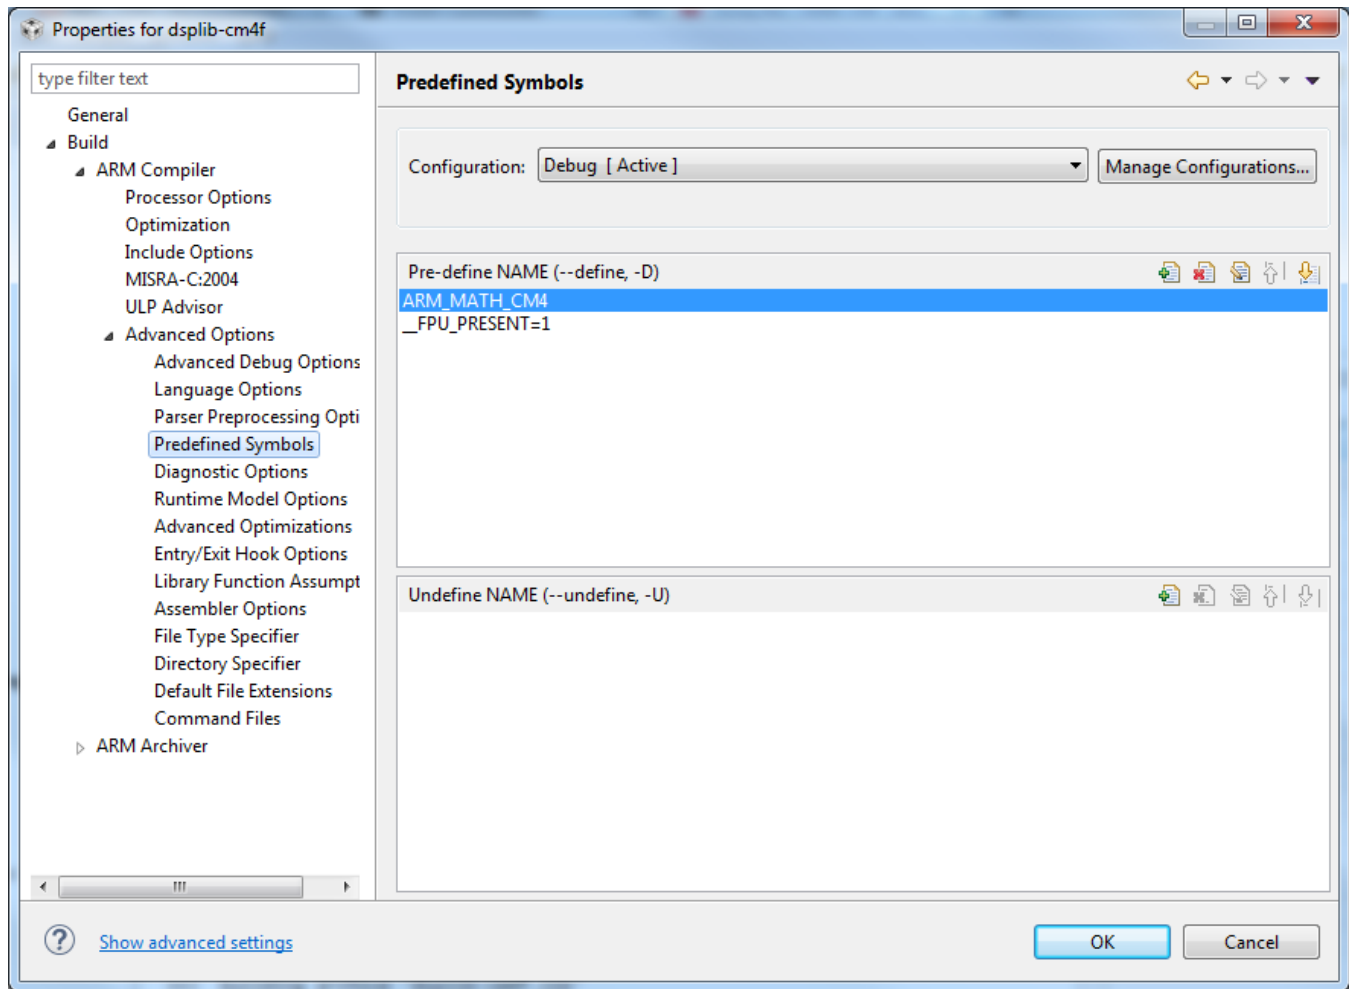 Properties for dsplib-cm4f
type filter text
General
Build
ARM Compiler
Processor Options
Optimization
Include Options
MISRA-C:2004
ULP Advisor
Advanced Options
Advanced Debug Options
Language Options
Parser Preprocessing Opti
Predefined Symbols
Diagnostic Options
Runtime Model Options
Advanced Optimizations
Entry/Exit Hook Options
Library Function Assumpt
Assembler Options
File Type Specifier
Directory Specifier
Default File Extensions
Command Files
ARM Archiver
Predefined Symbols
Configuration: Debug [ Active ] Manage Configurations...
Pre-define NAME (--define, -D)
ARM_MATH_CM4
__FPU_PRESENT=1
Undefine NAME (--undefine, -U)
Show advanced settings
OK Cancel